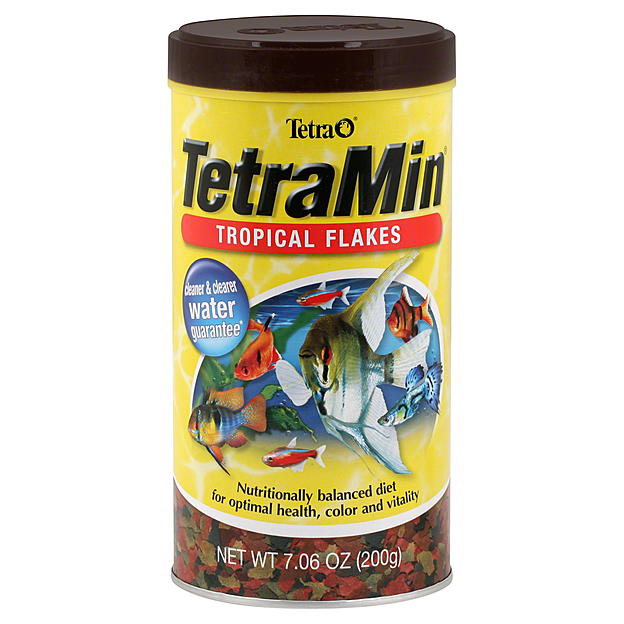 Tetra®
TetraMin®
TROPICAL FLAKES
cleaner & clearer
water
guarantee*
Nutritionally balanced diet
for optimal health, color and vitality
NET WT 7.06 OZ (200g)